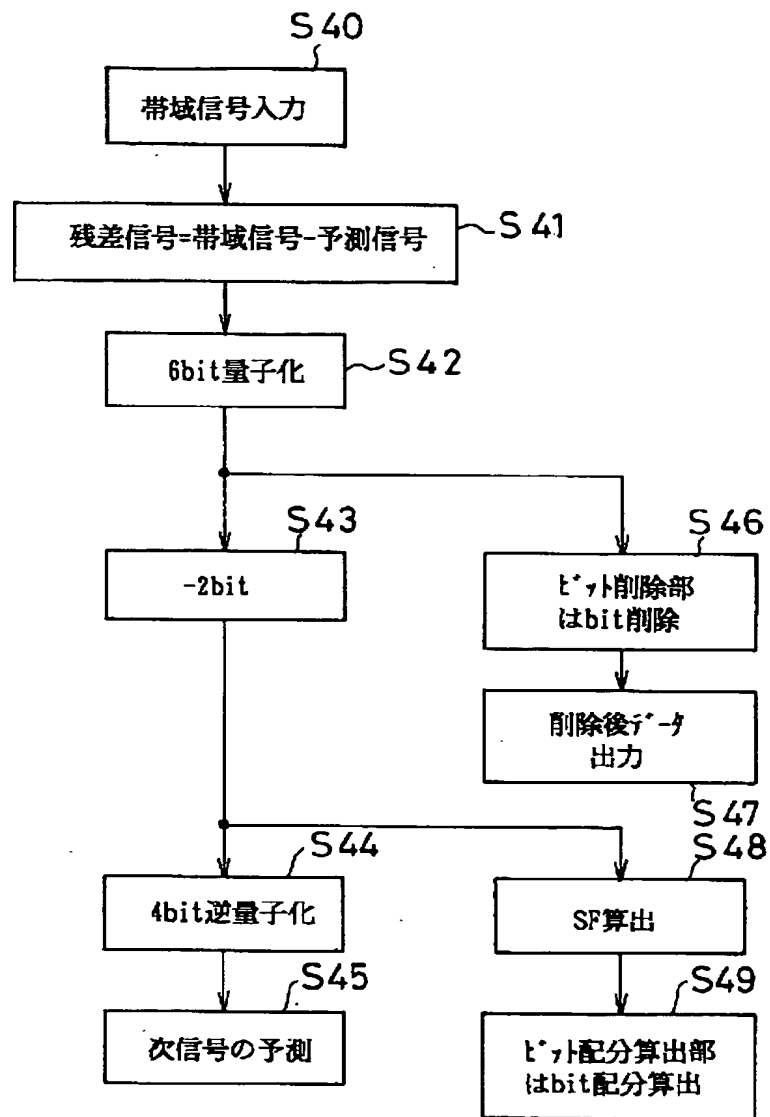 S40
帯域信号入力
残差信号=帯域信号-予測信号
S41
6bit量子化
S42
S43
-2bit
S46
ﾋﾞｯﾄ削除部
はbit削除
削除後ﾃﾞｰﾀ
出力
S47
S44
4bit逆量子化
S48
SF算出
S45
次信号の予測
S49
ﾋﾞｯﾄ配分算出部
はbit配分算出